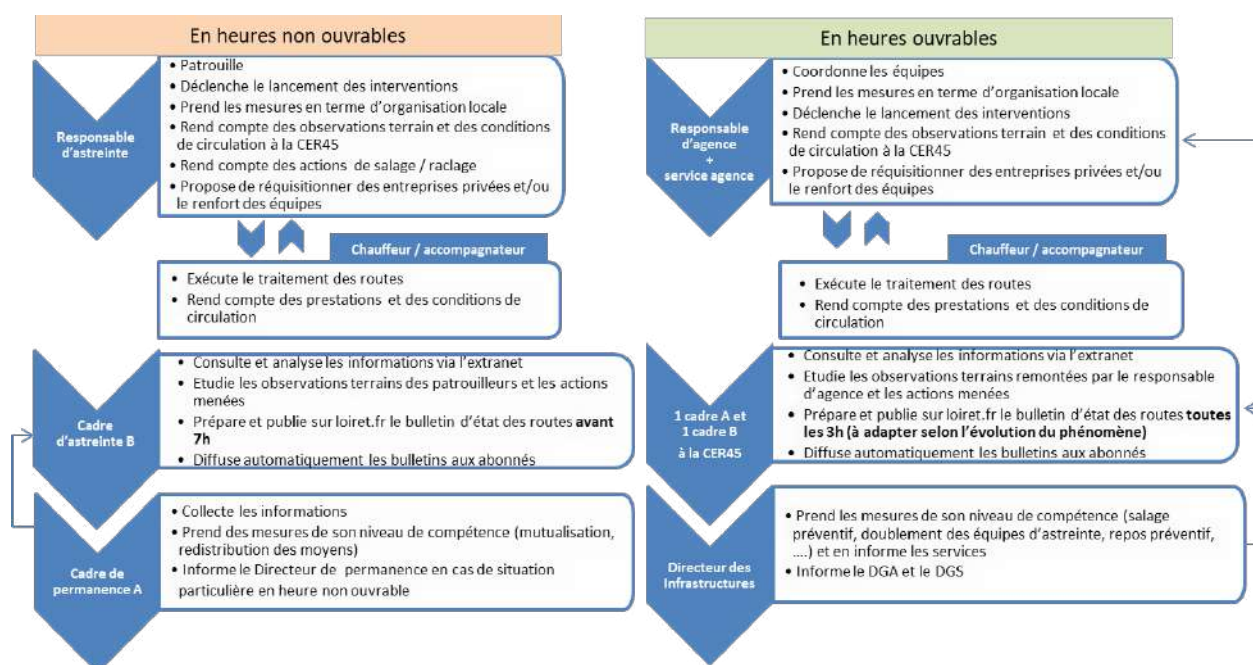 En heures non ouvrables
Responsable
d'astreinte
• Patrouille
• Déclenche le lancement des interventions
• Prend les mesures en terme d'organisation locale
• Rend compte des observations terrain et des conditions
de circulation à la CER45
• Rend compte des actions de salage / raclage
• Propose de réquisitionner des entreprises privées et/ou
le renfort des équipes
Chauffeur / accompagnateur
• Exécute le traitement des routes
• Rend compte des prestations et des conditions de
circulation
Cadre
d'astreinte B
• Consulte et analyse les informations via l'extranet
• Etudie les observations terrains des patrouilleurs et les actions
menées
• Prépare et publie sur loiret.fr le bulletin d'état des routes avant
7h
• Diffuse automatiquement les bulletins aux abonnés
Cadre de
permanence A
• Collecte les informations
• Prend des mesures de son niveau de compétence (mutualisation,
redistribution des moyens)
• Informe le Directeur de permanence en cas de situation
particulière en heure non ouvrable
En heures ouvrables
Responsable
d'agence
+
service agence
• Coordonne les équipes
• Prend les mesures en terme d'organisation locale
• Déclenche le lancement des interventions
• Rend compte des observations terrain et des conditions
de circulation à la CER45
• Propose de réquisitionner des entreprises privées et/ou
le renfort des équipes
Chauffeur / accompagnateur
• Exécute le traitement des routes
• Rend compte des prestations et des conditions de
circulation
1 cadre A et
1 cadre B
à la CER45
• Consulte et analyse les informations via l'extranet
• Etudie les observations terrains remontées par le responsable
d'agence et les actions menées
• Prépare et publie sur loiret.fr le bulletin d'état des routes toutes
les 3h (à adapter selon l'évolution du phénomène)
• Diffuse automatiquement les bulletins aux abonnés
Directeur des
Infrastructures
• Prend les mesures de son niveau de compétence (salage
préventif, doublement des équipes d'astreinte, repos préventif,
....) et en informe les services
• Informe le DGA et le DGS